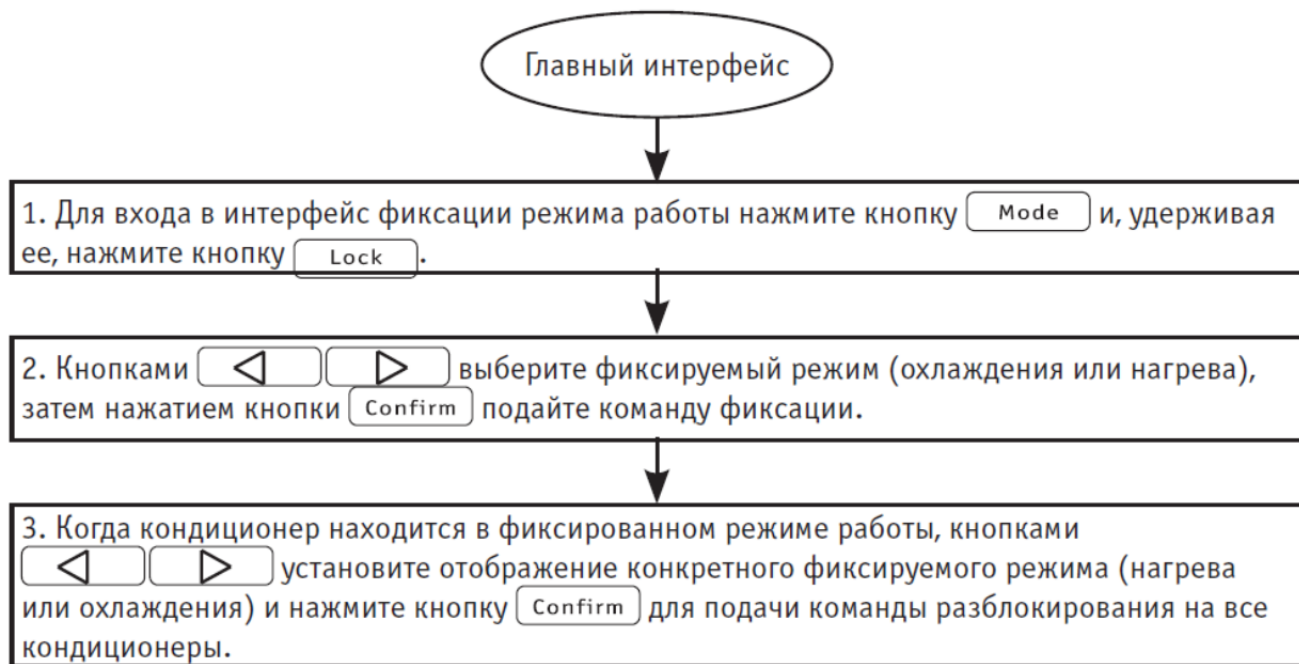 Главный интерфейс
1. Для входа в интерфейс фиксации режима работы нажмите кнопку Mode и, удерживая
ее, нажмите кнопку Lock .
2. Кнопками ◁ ▷ выберите фиксируемый режим (охлаждения или нагрева),
затем нажатием кнопки Confirm подайте команду фиксации.
3. Когда кондиционер находится в фиксированном режиме работы, кнопками
◁ ▷ установите отображение конкретного фиксируемого режима (нагрева
или охлаждения) и нажмите кнопку Confirm для подачи команды разблокирования на все
кондиционеры.